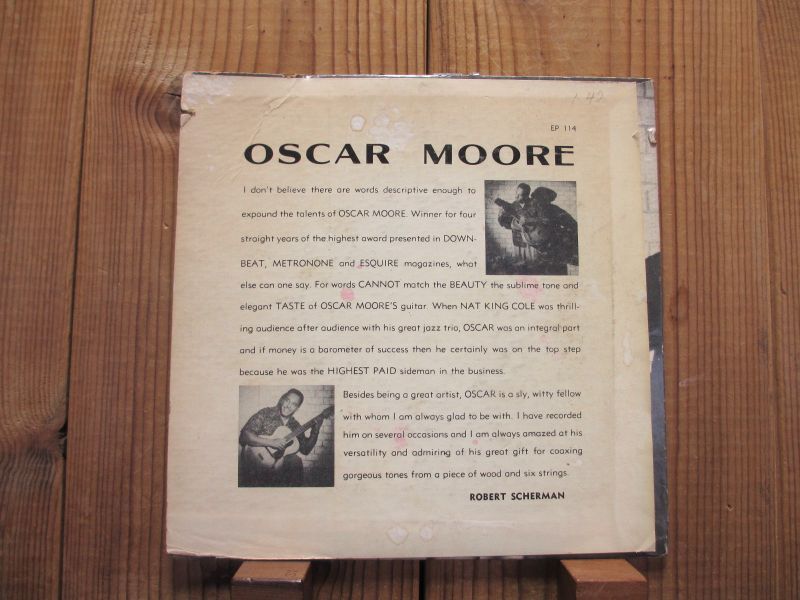 1.42
EP 114
OSCAR MOORE
I don't believe there are words descriptive enough to
expound the talents of OSCAR MOORE. Winner for four
straight years of the highest award presented in DOWN-
BEAT, METRONONE and ESQUIRE magazines, what
else can one say. For words CANNOT match the BEAUTY the sublime tone and
elegant TASTE of OSCAR MOORE'S guitar. When NAT KING COLE was thrill-
ing audience after audience with his great jazz trio, OSCAR was an integral part
and if money is a barometer of success then he certainly was on the top step
because he was the HIGHEST PAID sideman in the business.
Besides being a great artist, OSCAR is a sly, witty fellow
with whom I am always glad to be with. I have recorded
him on several occasions and I am always amazed at his
versatility and admiring of his great gift for coaxing
gorgeous tones from a piece of wood and six strings.
ROBERT SCHERMAN